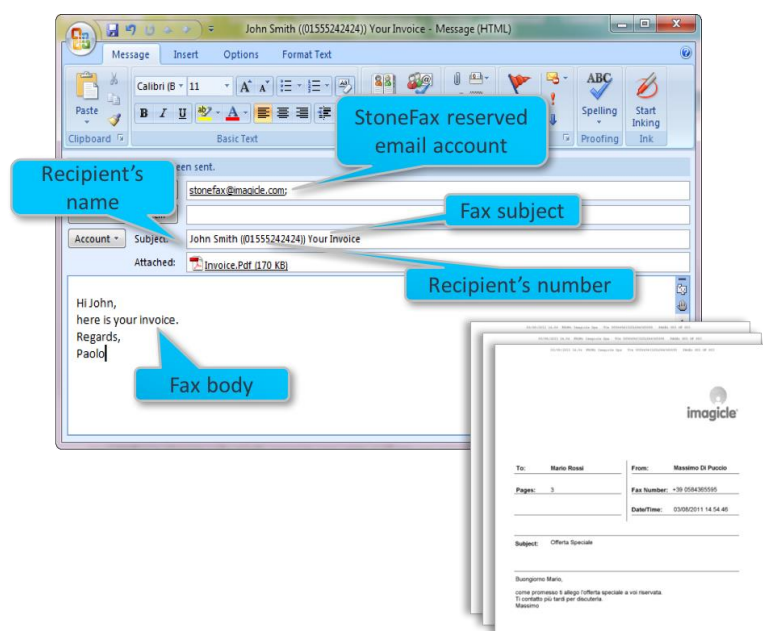 John Smith ((01555242424)) Your Invoice - Message (HTML)
Message Insert Options Format Text
Calibri (B 11
Paste
B I U
ABC
Spelling
Start
Inking
Clipboard Basic Text Proofing Ink
StoneFax reserved
email account
en sent.
Recipient's
name
stonefax@imagicle.com;
Fax subject
Account Subject: John Smith ((01555242424)) Your Invoice
Attached: Invoice.Pdf (170 KB)
Recipient's number
Hi John,
here is your invoice.
Regards,
Paolo
Fax body
imagicle
To: Mario Rossi From: Massimo Di Puccio
Pages: 3 Fax Number: +39 0584385595
Date/Time: 03/08/2011 14.54.46
Subject: Offerta Speciale
Buongiorno Mario,
come promesso ti allego l'offerta speciale a voi riservata.
Ti contatto più tardi per discuterla.
Massimo